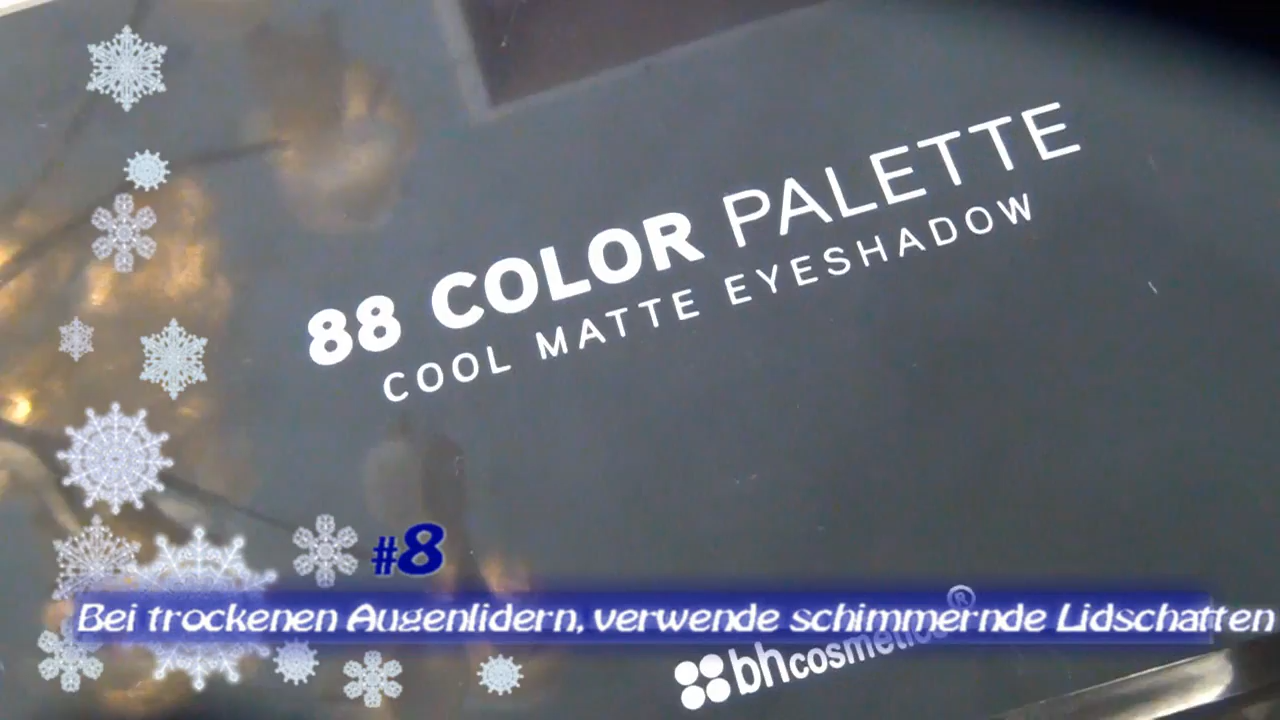 88 COLOR PALETTE
COOL MATTE EYESHADOW
#8
Bei trockenen Augenlidern, verwende schimmernde Lidschatten
bhcosmetics®